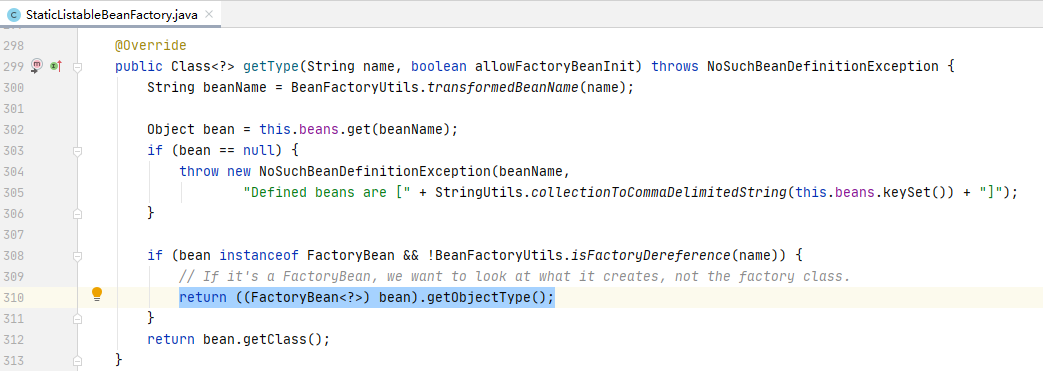 StaticListableBeanFactory.java
298 @Override
299 public Class<?> getType(String name, boolean allowFactoryBeanInit) throws NoSuchBeanDefinitionException {
300 String beanName = BeanFactoryUtils.transformedBeanName(name);
301
302 Object bean = this.beans.get(beanName);
303 if (bean == null) {
304 throw new NoSuchBeanDefinitionException(beanName,
305 "Defined beans are [" + StringUtils.collectionToCommaDelimitedString(this.beans.keySet()) + "]");
306 }
307
308 if (bean instanceof FactoryBean && !BeanFactoryUtils.isFactoryDereference(name)) {
309 // If it's a FactoryBean, we want to look at what it creates, not the factory class.
310 return ((FactoryBean<?>) bean).getObjectType();
311 }
312 return bean.getClass();
313 }